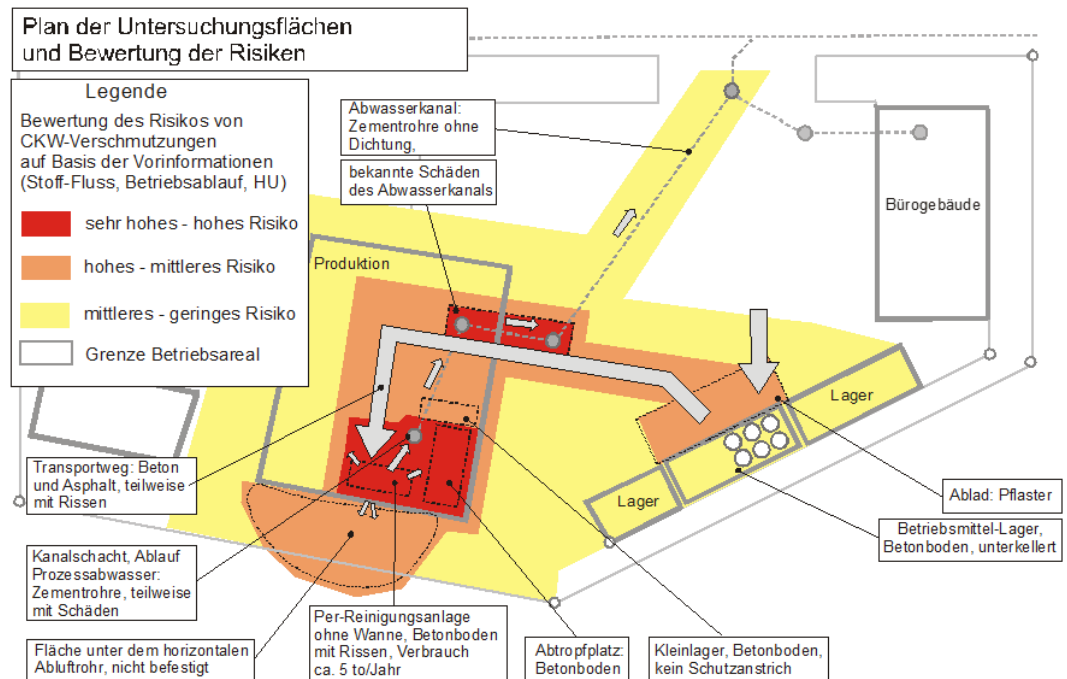 Plan der Untersuchungsflächen
und Bewertung der Risiken
Legende
Bewertung des Risikos von
CKW-Verschmutzungen
auf Basis der Vorinformationen
(Stoff-Fluss, Betriebsablauf, HU)
sehr hohes - hohes Risiko
hohes - mittleres Risiko
mittleres - geringes Risiko
Grenze Betriebsareal
Abwasserkanal:
Zementrohre ohne
Dichtung,
bekannte Schäden
des Abwasserkanals
Bürogebäude
Produktion
Lager
Lager
Transportweg: Beton
und Asphalt, teilweise
mit Rissen
Ablad: Pflaster
Betriebsmittel-Lager,
Betonboden, unterkellert
Kanalschacht, Ablauf
Prozessabwasser:
Zementrohre, teilweise
mit Schäden
Fläche unter dem horizontalen
Abluftrohr, nicht befestigt
Per-Reinigungsanlage
ohne Wanne, Betonboden
mit Rissen, Verbrauch
ca. 5 to/Jahr
Abtropfplatz:
Betonboden
Kleinlager, Betonboden,
kein Schutzanstrich